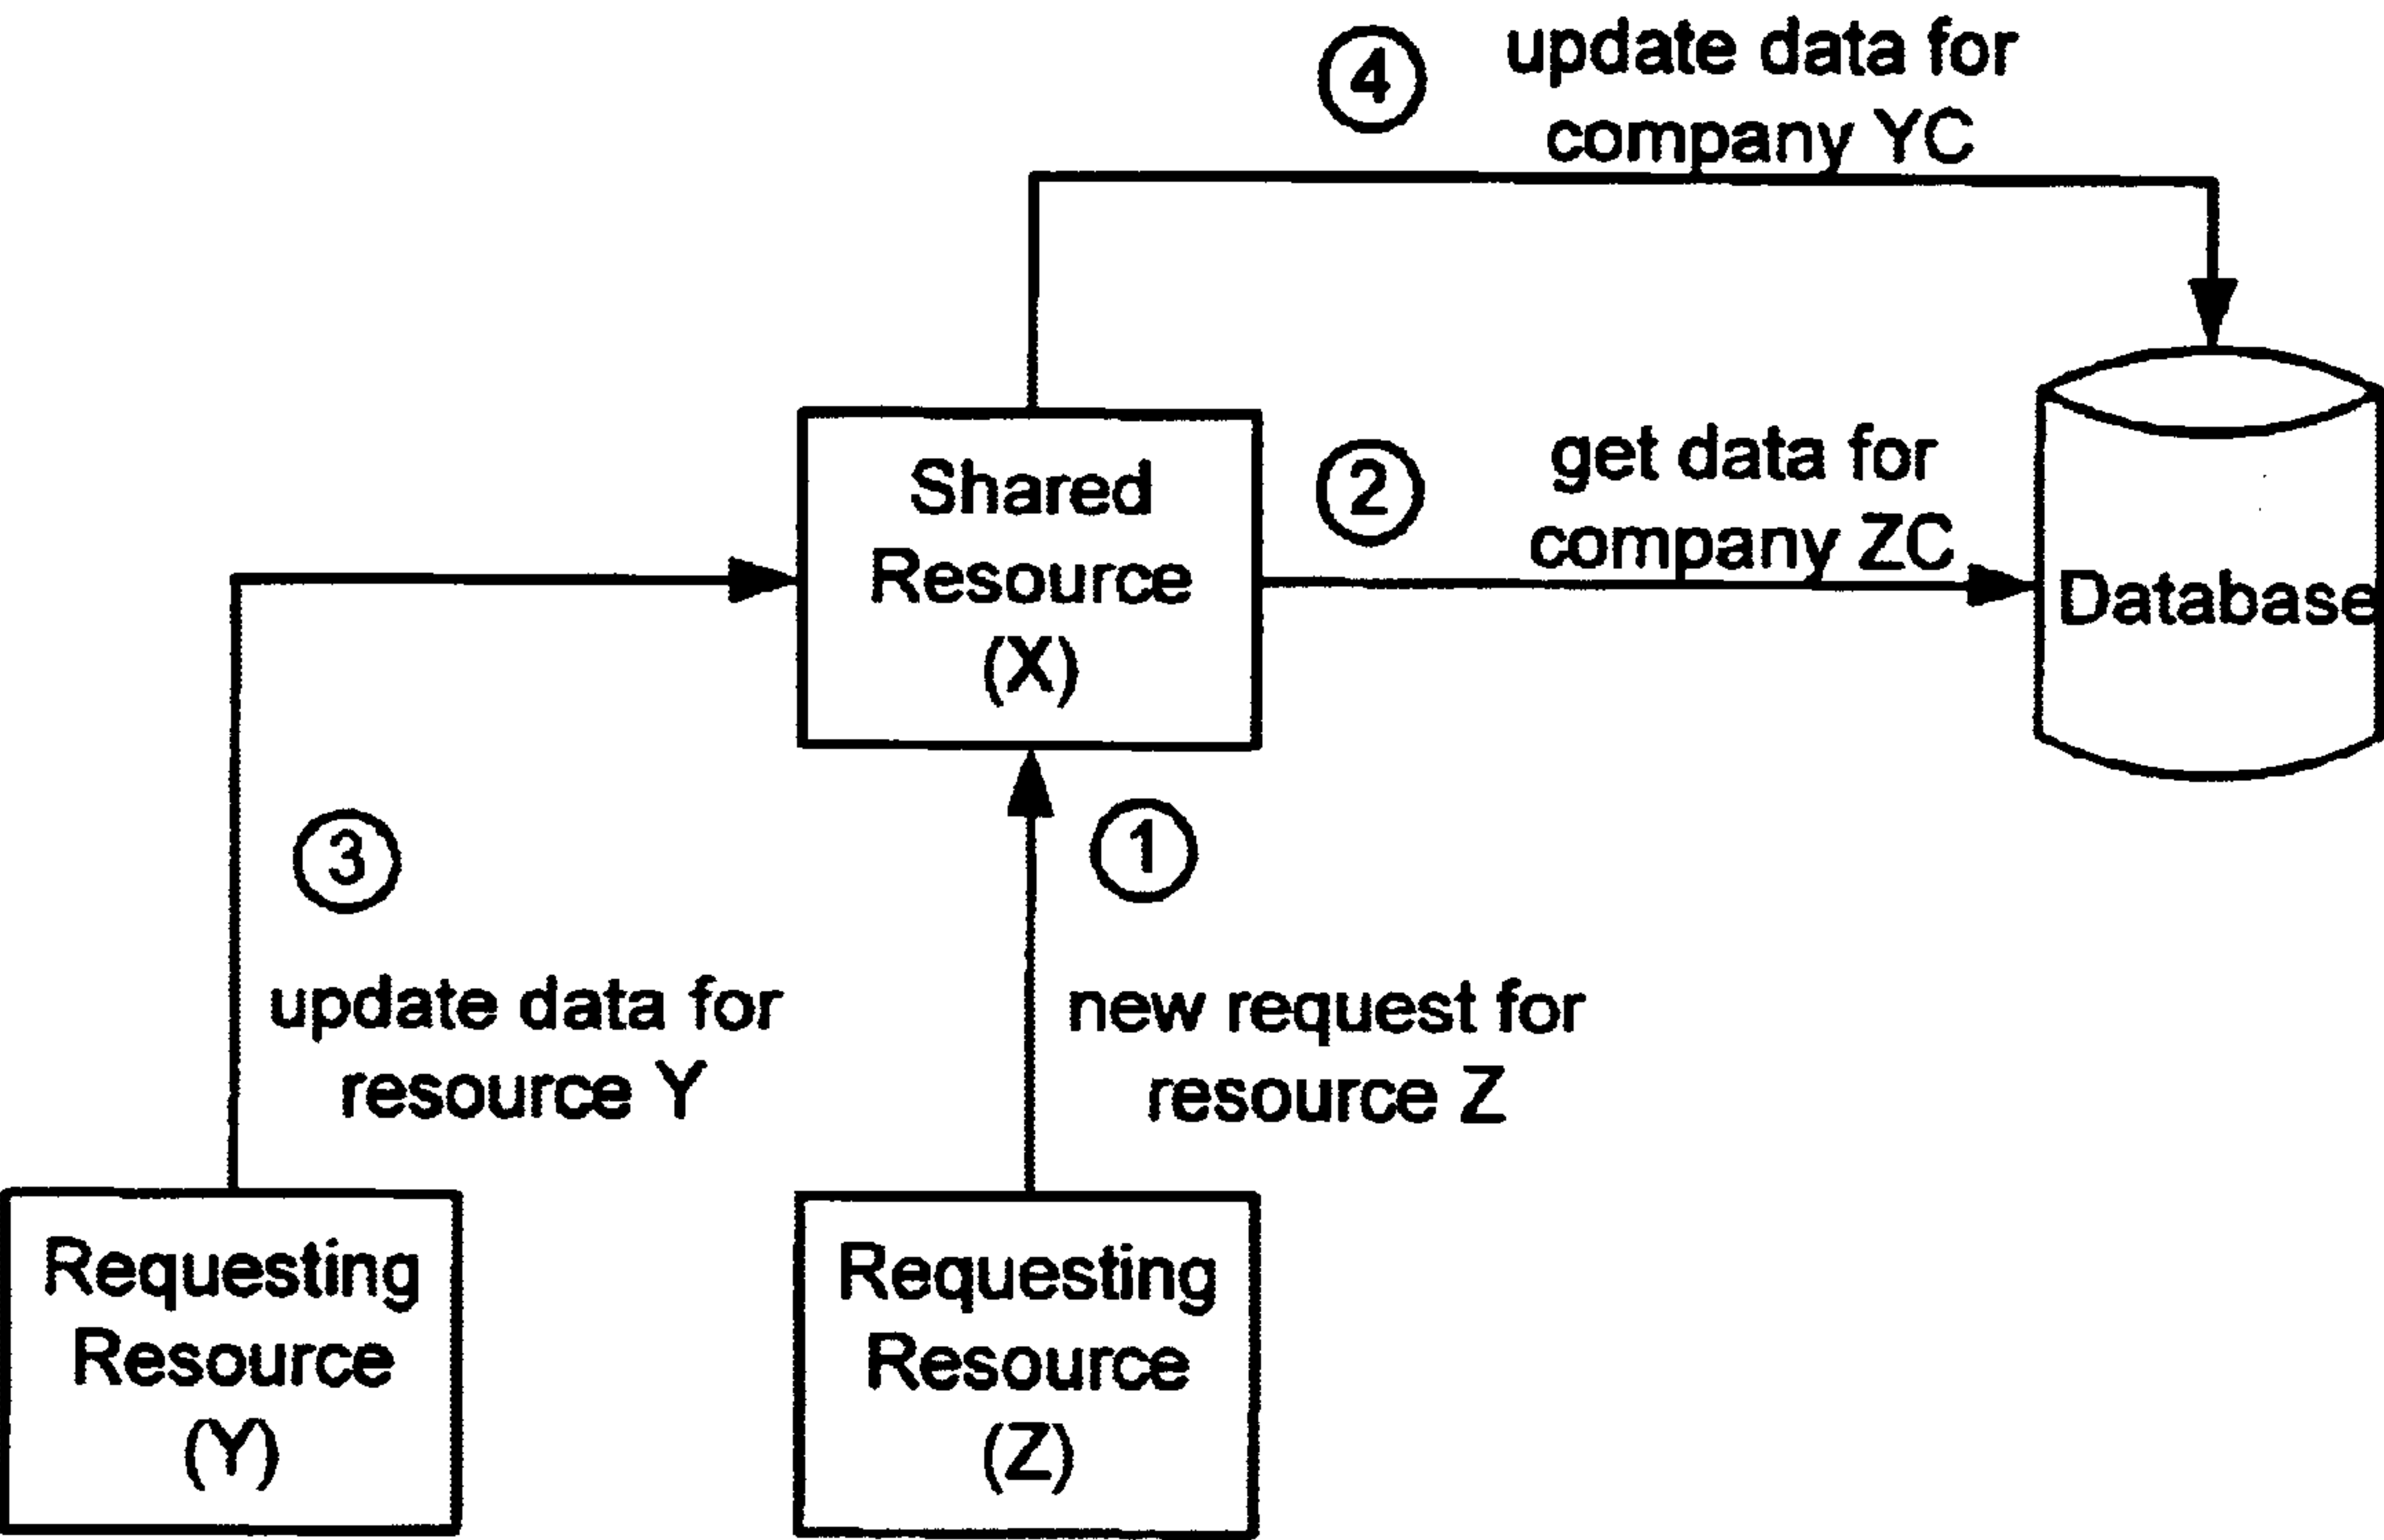 4
update data for
company YC
Shared
Resource
(X)
2
get data for
company ZC
Database
3
1
update data for
resource Y
new request for
resource Z
Requesting
Resource
(Y)
Requesting
Resource
(Z)